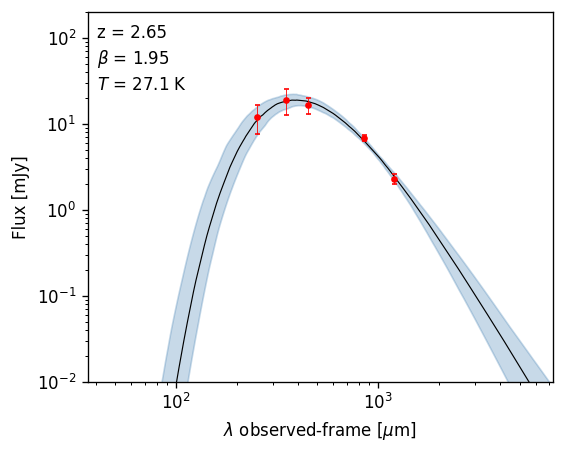 z = 2.65
β = 1.95
T = 27.1 K
Flux [mJy]
10²
10¹
10⁰
10⁻¹
10⁻²
10² 10³
λ observed-frame [μm]